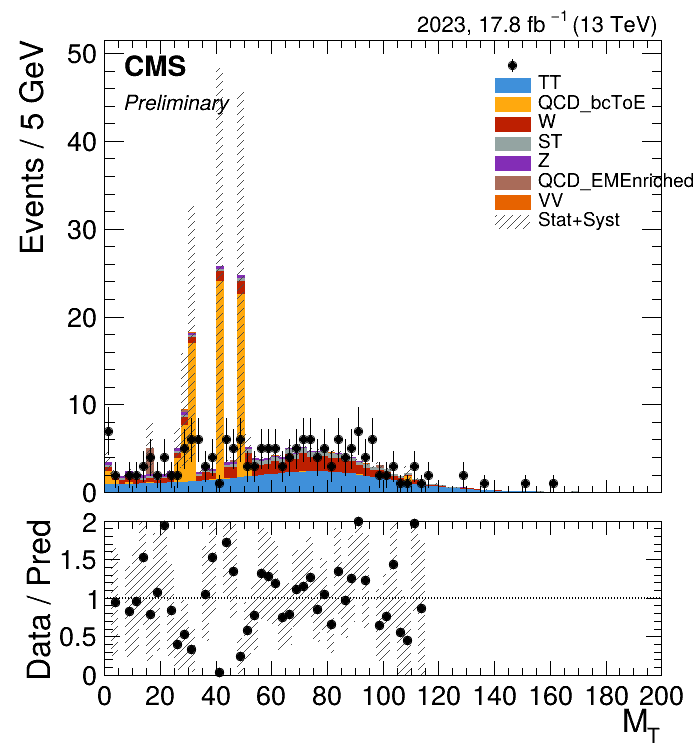 2023, 17.8 fb⁻¹ (13 TeV)
Events / 5 GeV
50
40
30
20
10
0
CMS
Preliminary
TT
QCD_bcToE
W
ST
Z
QCD_EMEnriched
VV
Stat+Syst
Data / Pred
2
1.5
1
0.5
0
0 20 40 60 80 100 120 140 160 180 200
M_T